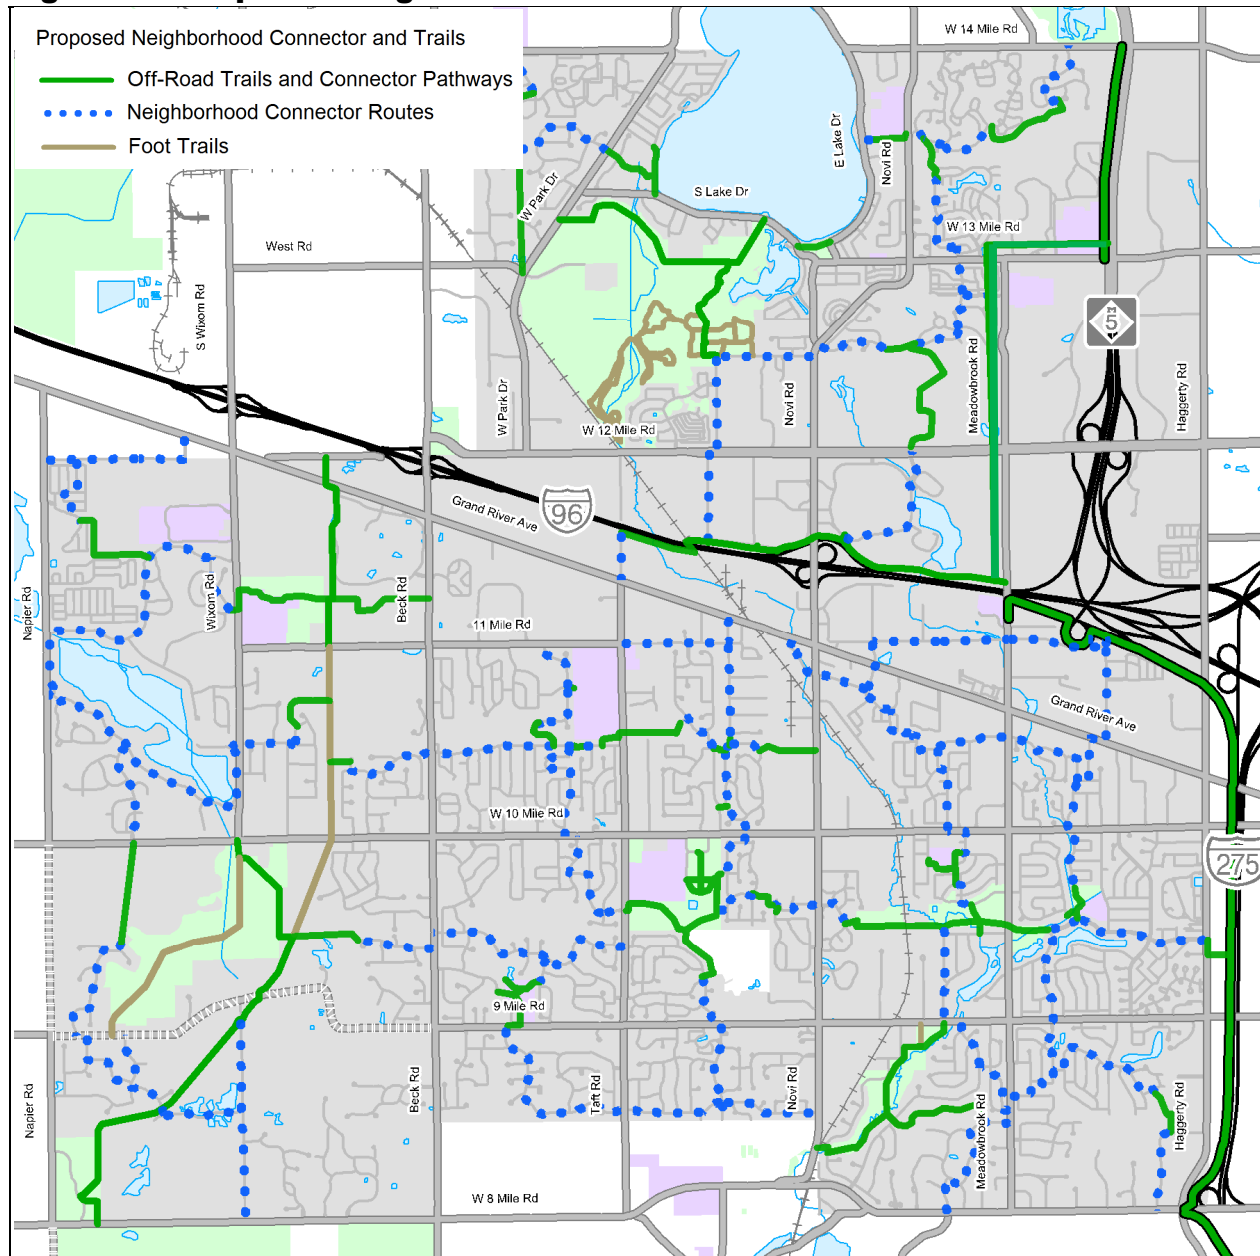 Proposed Neighborhood Connector and Trails
Off-Road Trails and Connector Pathways
Neighborhood Connector Routes
Foot Trails
W 14 Mile Rd
E Lake Dr
Novi Rd
W Park Dr
S Lake Dr
W 13 Mile Rd
West Rd
S Wixom Rd
M
5
W Park Dr
Novi Rd
Meadowbrook Rd
Haggerty Rd
W 12 Mile Rd
Grand River Ave
96
Napier Rd
Wixom Rd
Beck Rd
11 Mile Rd
Grand River Ave
W 10 Mile Rd
275
9 Mile Rd
Napier Rd
Beck Rd
Taft Rd
Novi Rd
Meadowbrook Rd
Haggerty Rd
W 8 Mile Rd